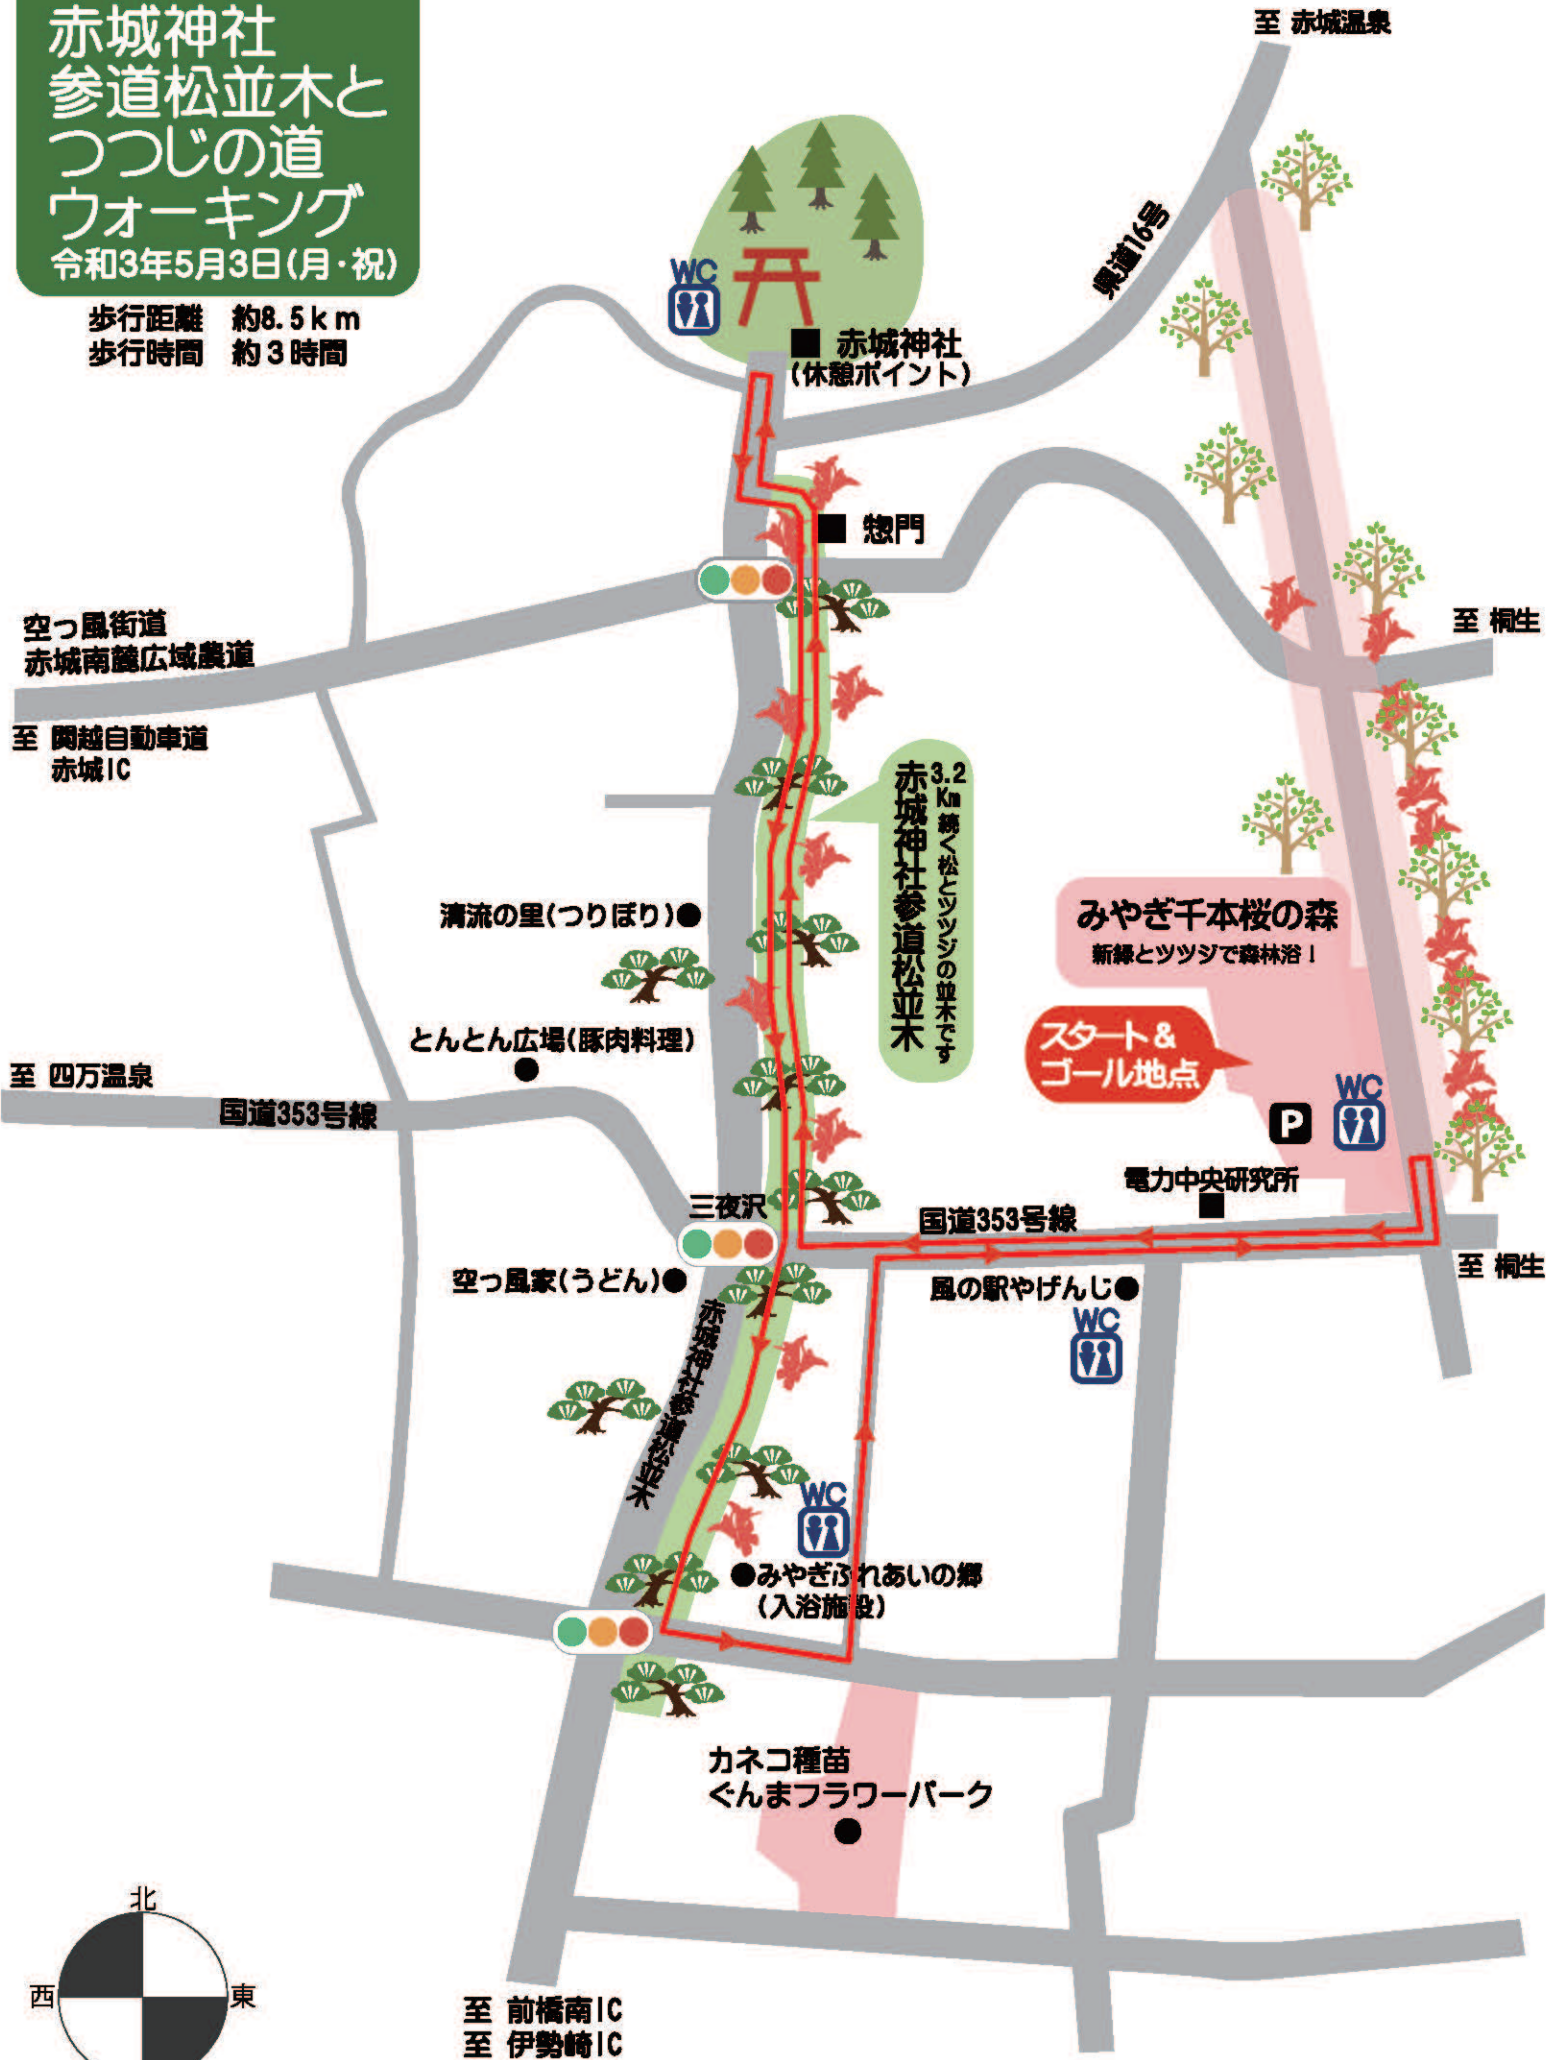 赤城神社
参道松並木と
つつじの道
ウォーキング
令和3年5月3日(月・祝)
歩行距離　約8.5ｋｍ
歩行時間　約３時間
至 赤城温泉
県道16号
WC
赤城神社
(休憩ポイント)
惣門
空っ風街道
赤城南麓広域農道
至 関越自動車道
赤城IC
至 桐生
赤城神社参道松並木
3.2Km続く松とツツジの並木です
清流の里(つりぼり)
みやぎ千本桜の森
新緑とツツジで森林浴！
とんとん広場(豚肉料理)
スタート＆
ゴール地点
至 四万温泉
国道353号線
P
WC
電力中央研究所
三夜沢
国道353号線
至 桐生
空っ風家(うどん)
風の駅やげんじ
WC
赤城神社参道松並木
WC
みやぎふれあいの郷
(入浴施設)
カネコ種苗
ぐんまフラワーパーク
北
西
東
至 前橋南IC
至 伊勢崎IC